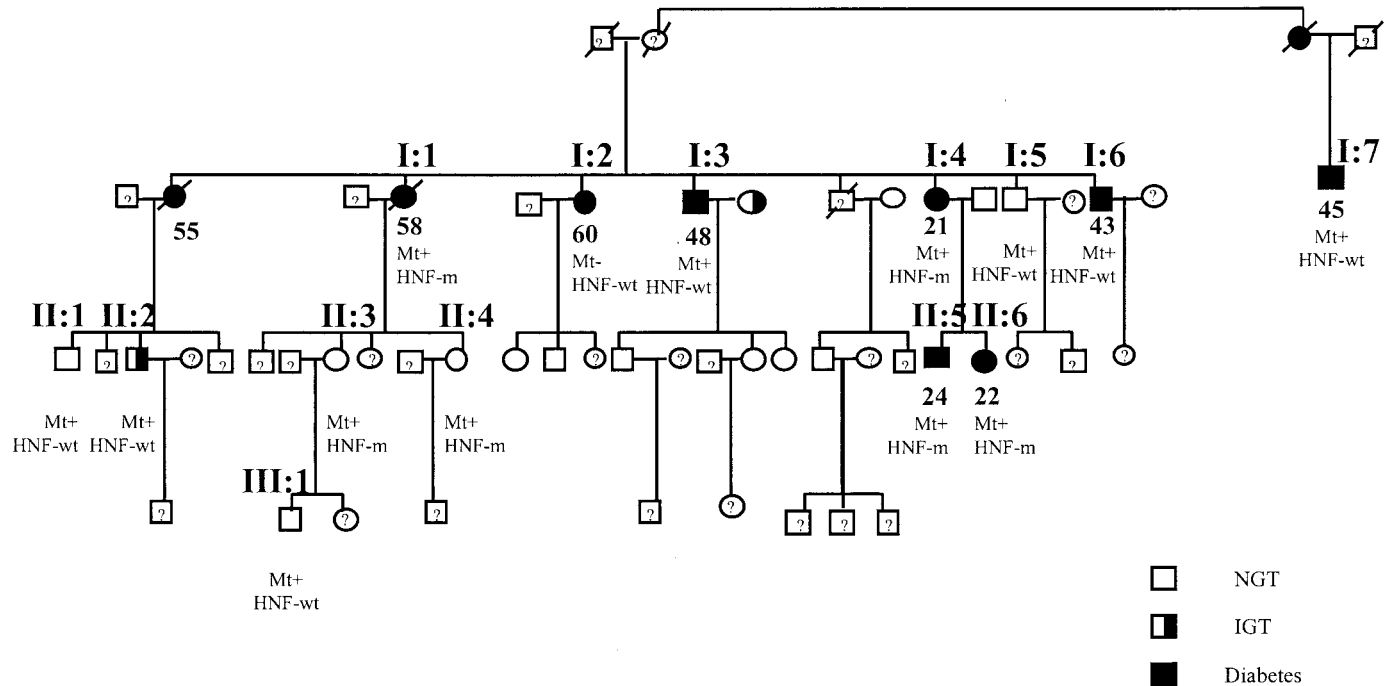 ? ? ?
I:1 I:2 I:3 I:4 I:5 I:6 I:7
? ? ? ? ? ?
55 58 60 48 21 43 45
Mt+ Mt- Mt+ Mt+ Mt+ Mt+ Mt+
HNF-m HNF-wt HNF-wt HNF-m HNF-wt HNF-wt HNF-wt
II:1 II:2 II:3 II:4 II:5 II:6
? ? ? ? ? ? ? ? ? ? ? ? ? ?
24 22
Mt+ Mt+ Mt+ Mt+ Mt+ Mt+
HNF-wt HNF-wt HNF-m HNF-m HNF-m HNF-m
III:1
? ? ? ? ? ? ? ?
Mt+
HNF-wt
NGT
IGT
Diabetes